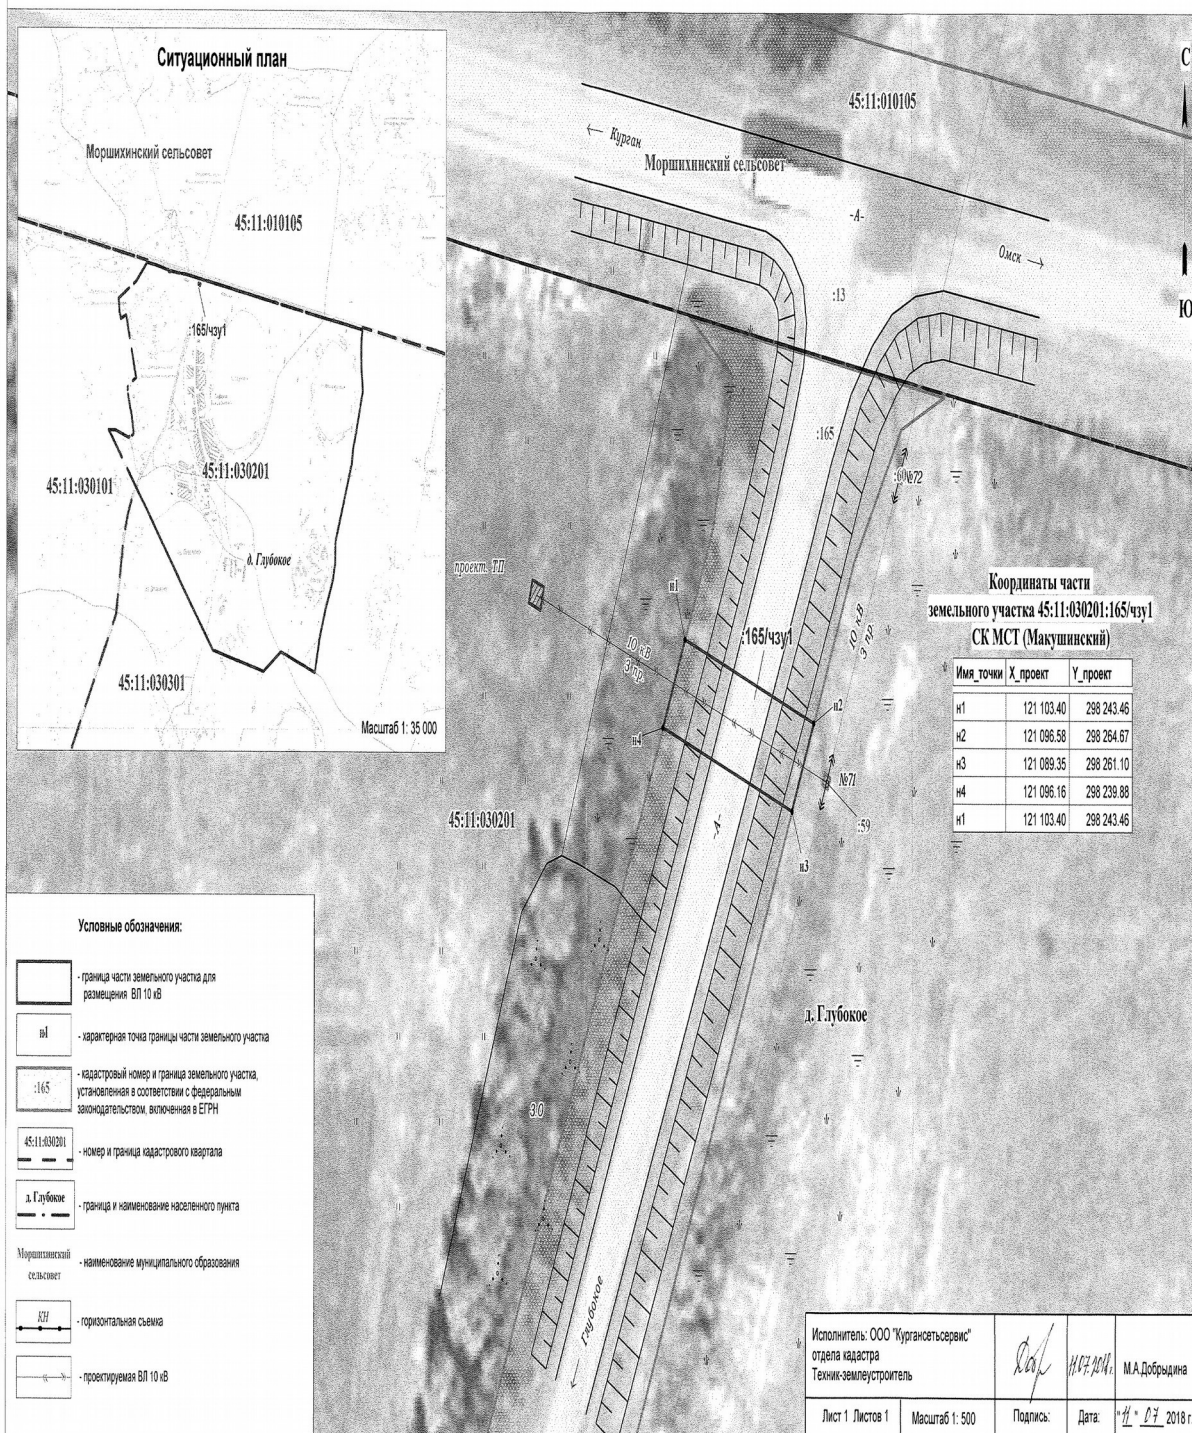 Ситуационный план
Моршихинский сельсовет
45:11:010105
:165/чзу1
45:11:030101
45:11:030201
д. Глубокое
45:11:030301
Масштаб 1: 35 000
С
Ю
45:11:010105
← Курган
Моршихинский сельсовет
-А-
Омск →
:13
:165
№72
проект. ТП
н1
10 кВ
3 пр.
:165/чзу1
10 кВ
3 пр.
н2
н4
№71
:59
н3
45:11:030201
-А-
д. Глубокое
30
← Глубокое
Координаты части
земельного участка 45:11:030201:165/чзу1
СК МСТ (Макушинский)
Имя_точки X_проект Y_проект
н1 121 103.40 298 243.46
н2 121 096.58 298 264.67
н3 121 089.35 298 261.10
н4 121 096.16 298 239.88
н1 121 103.40 298 243.46
Условные обозначения:
- граница части земельного участка для
размещения ВЛ 10 кВ
н1 - характерная точка границы части земельного участка
:165 - кадастровый номер и граница земельного участка,
установленная в соответствии с федеральным
законодательством, включенная в ЕГРН
45:11:030201 - номер и граница кадастрового квартала
д. Глубокое - граница и наименование населенного пункта
Моршихинский
сельсовет - наименование муниципального образования
КН - горизонтальная съемка
- проектируемая ВЛ 10 кВ
Исполнитель: ООО "Кургансетьсервис"
отдела кадастра
Техник-землеустроитель
11.07.2018г. М.А.Добрыдина
Лист 1 Листов 1 Масштаб 1: 500 Подпись: Дата: "11" 07 2018 г.